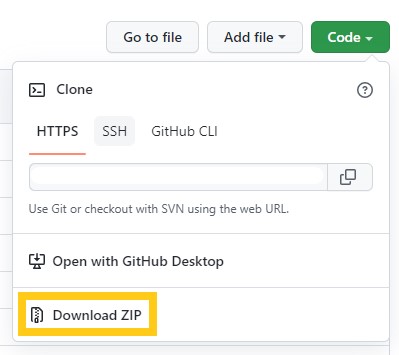 Go to file Add file Code
Clone
HTTPS SSH GitHub CLI
Use Git or checkout with SVN using the web URL.
Open with GitHub Desktop
Download ZIP